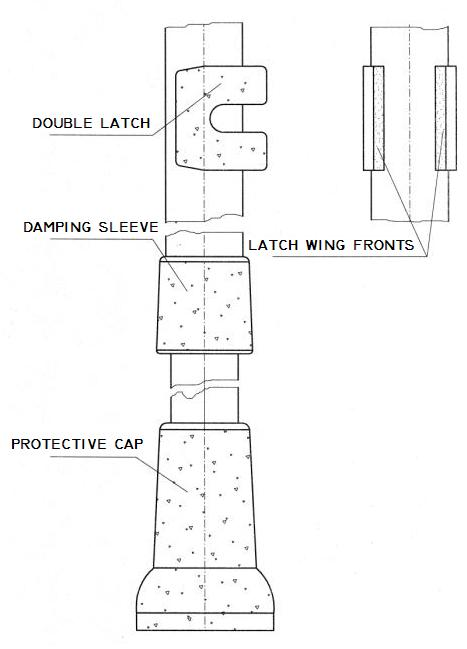 DOUBLE LATCH
DAMPING SLEEVE
LATCH WING FRONTS
PROTECTIVE CAP